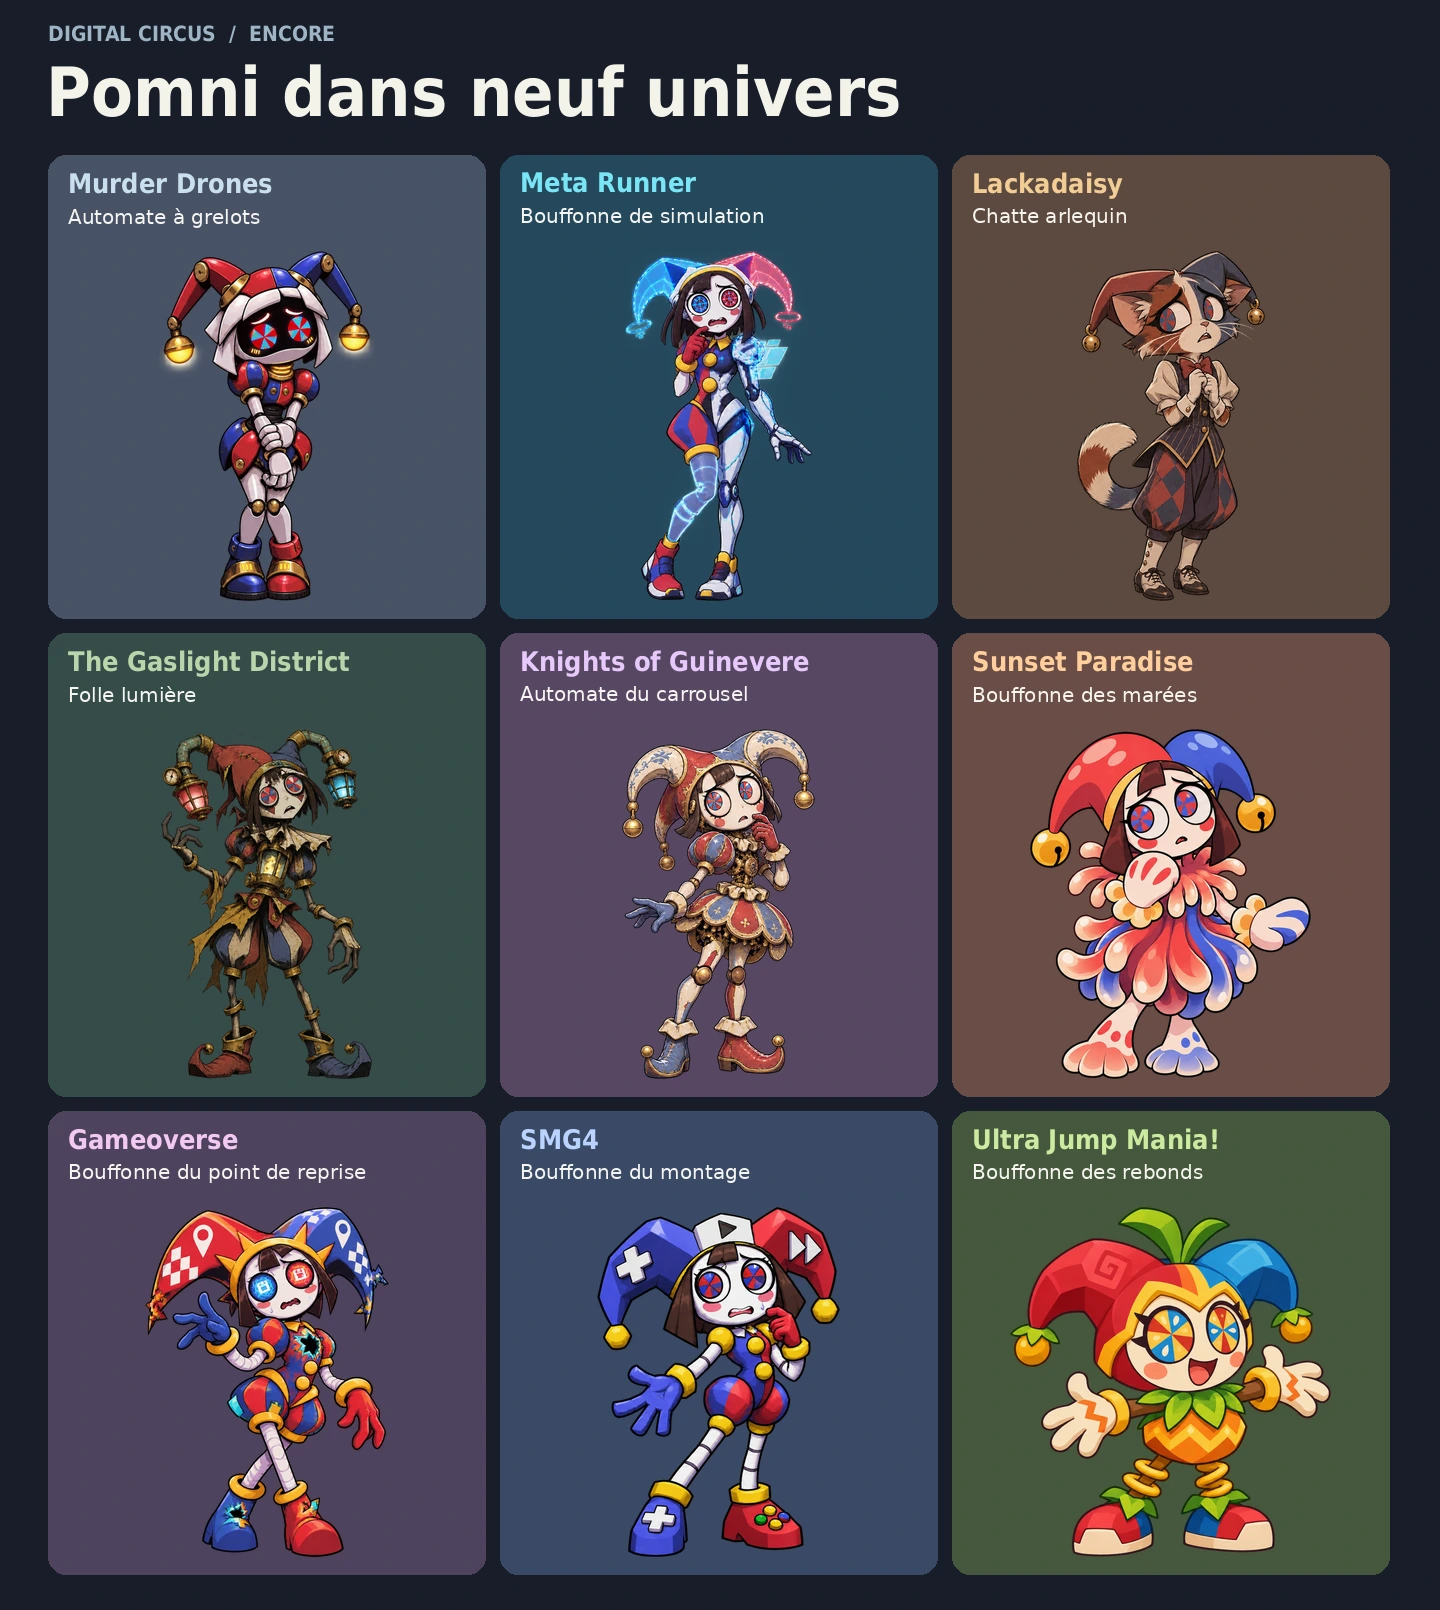 DIGITAL CIRCUS / ENCORE
Pomni dans neuf univers
Murder Drones
Automate à grelots
Meta Runner
Bouffonne de simulation
Lackadaisy
Chatte arlequin
The Gaslight District
Folle lumière
Knights of Guinevere
Automate du carrousel
Sunset Paradise
Bouffonne des marées
Gameoverse
Bouffonne du point de reprise
SMG4
Bouffonne du montage
Ultra Jump Mania!
Bouffonne des rebonds